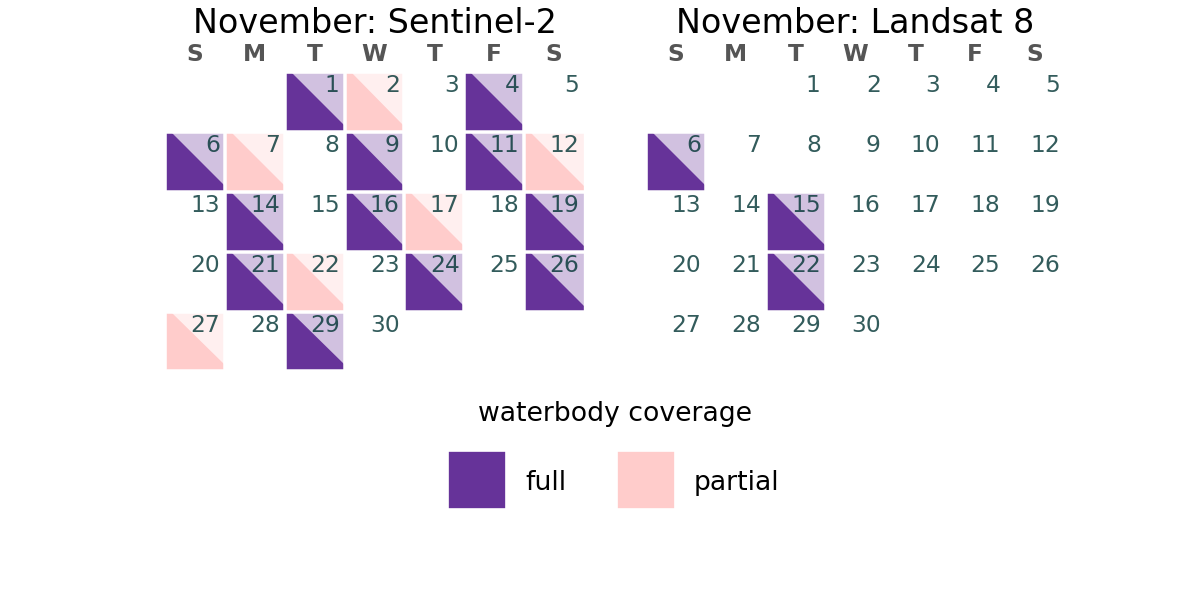 November: Sentinel-2
S M T W T F S
1 2 3 4 5
6 7 8 9 10 11 12
13 14 15 16 17 18 19
20 21 22 23 24 25 26
27 28 29 30
November: Landsat 8
S M T W T F S
1 2 3 4 5
6 7 8 9 10 11 12
13 14 15 16 17 18 19
20 21 22 23 24 25 26
27 28 29 30
waterbody coverage
full partial